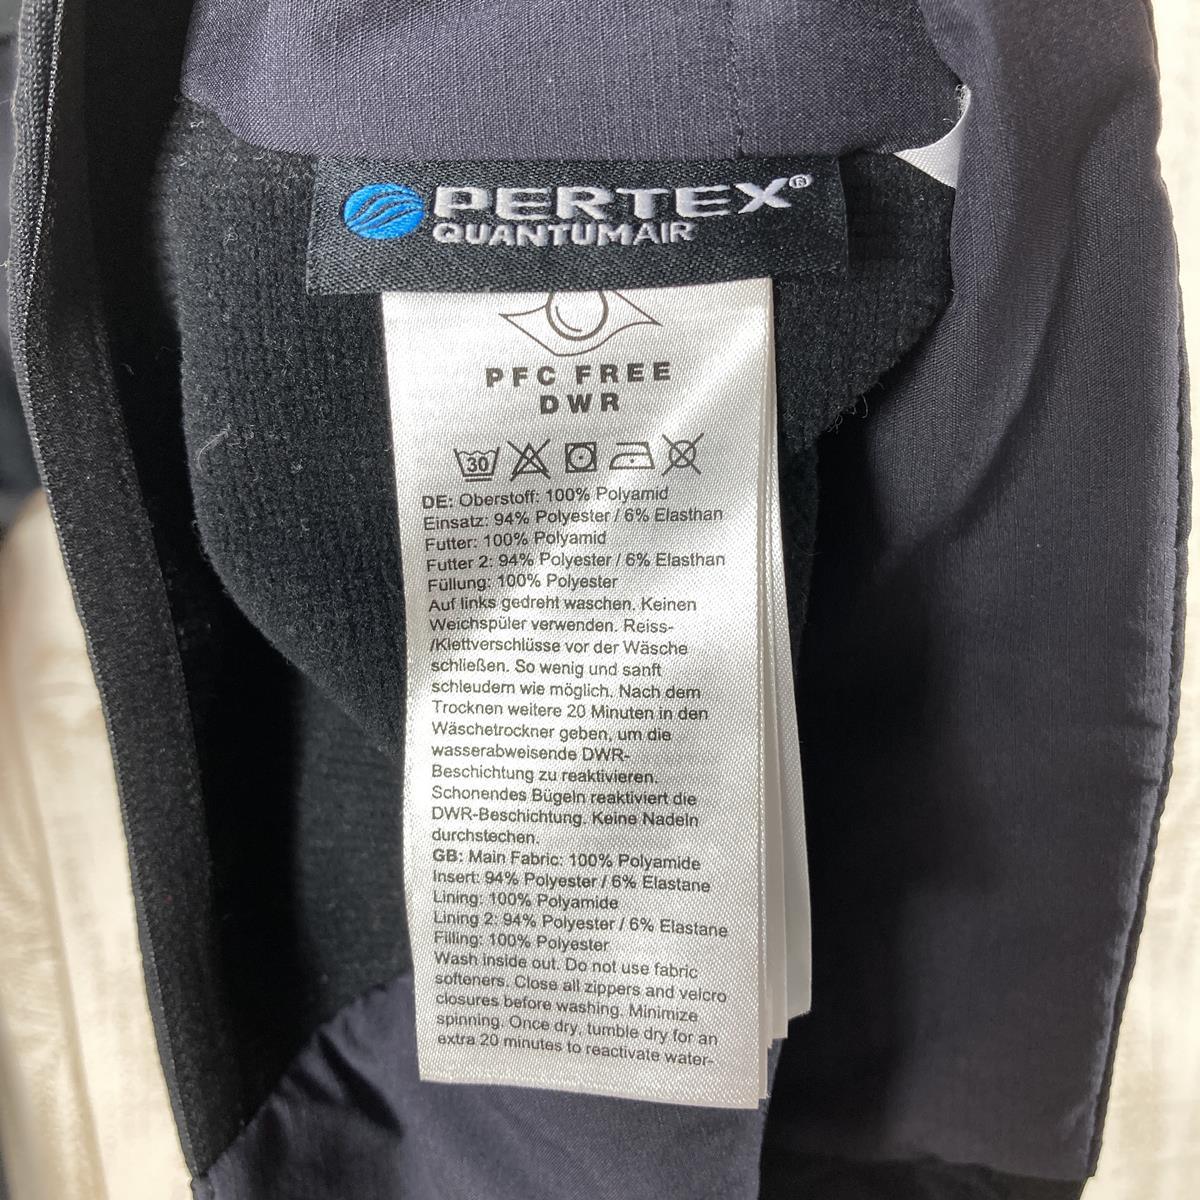 PERTEX®
QUANTUMAIR
PFC FREE
DWR
30
DE: Oberstoff: 100% Polyamid
Einsatz: 94% Polyester / 6% Elasthan
Futter: 100% Polyamid
Futter 2: 94% Polyester / 6% Elasthan
Füllung: 100% Polyester
Auf links gedreht waschen. Keinen
Weichspüler verwenden. Reiss-
/Klettverschlüsse vor der Wäsche
schließen. So wenig und sanft
schleudern wie möglich. Nach dem
Trocknen weitere 20 Minuten in den
Wäschetrockner geben, um die
wasserabweisende DWR-
Beschichtung zu reaktivieren.
Schonendes Bügeln reaktiviert die
DWR-Beschichtung. Keine Nadeln
durchstechen.
GB: Main Fabric: 100% Polyamide
Insert: 94% Polyester / 6% Elastane
Lining: 100% Polyamide
Lining 2: 94% Polyester / 6% Elastane
Filling: 100% Polyester
Wash inside out. Do not use fabric
softeners. Close all zippers and velcro
closures before washing. Minimize
spinning. Once dry, tumble dry for an
extra 20 minutes to reactivate water-